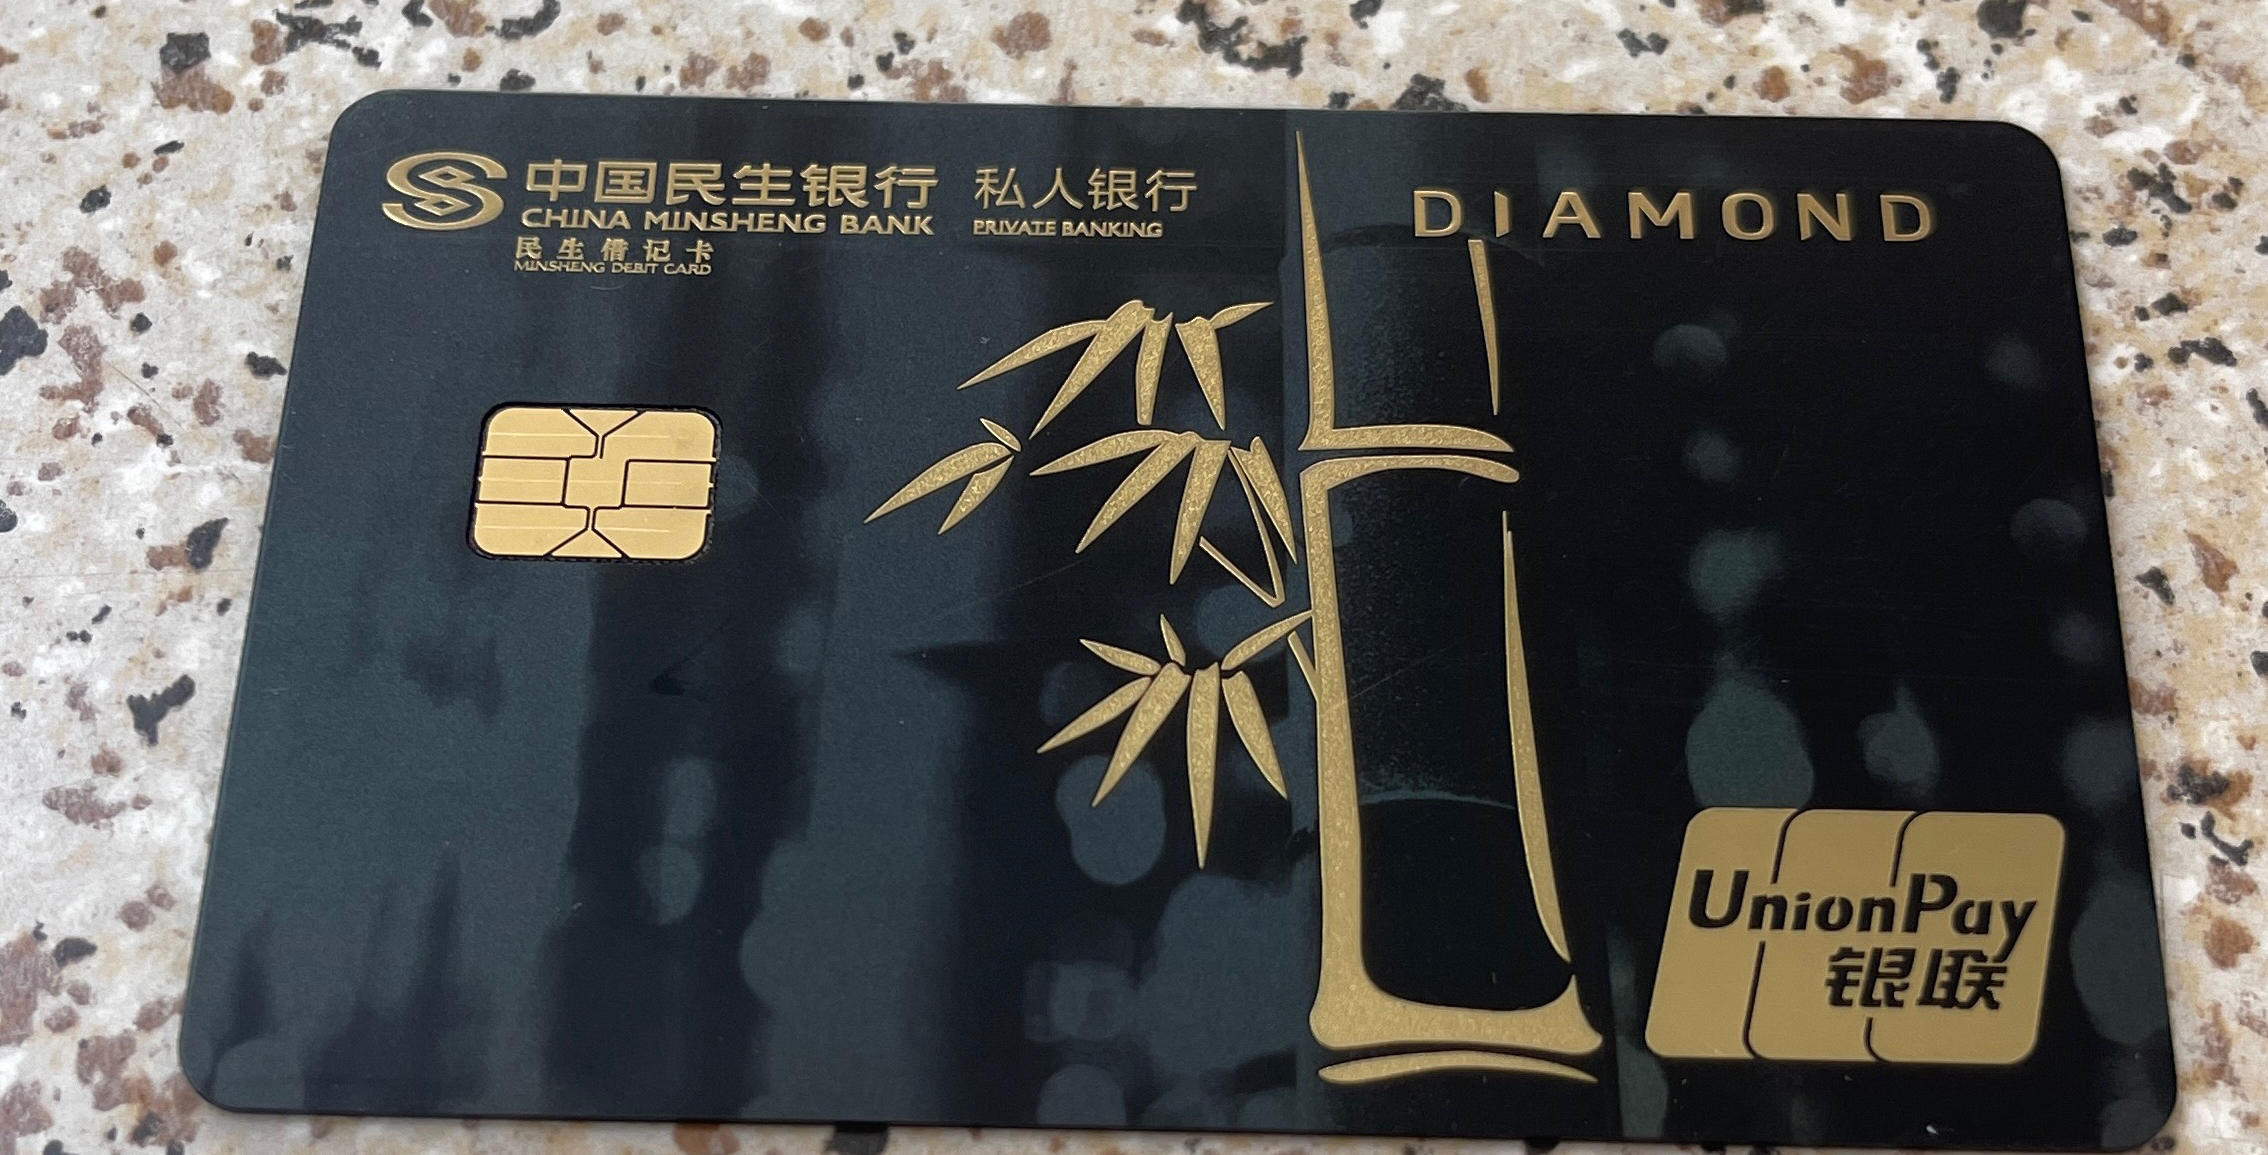 中国民生银行 私人银行
CHINA MINSHENG BANK PRIVATE BANKING
民生借记卡
MINSHENG DEBIT CARD
DIAMOND
UnionPay
银联